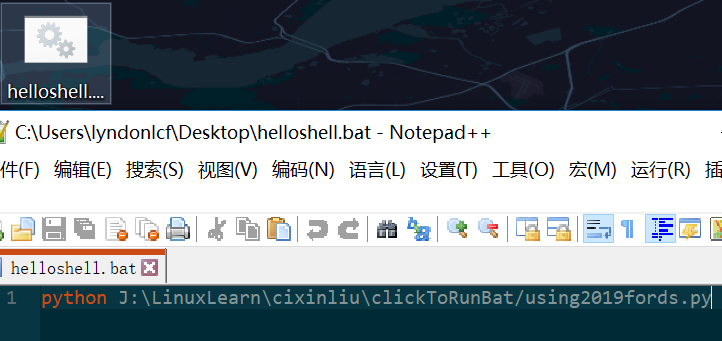 helloshell....
C:\Users\lyndonlcf\Desktop\helloshell.bat - Notepad++
件(F) 编辑(E) 搜索(S) 视图(V) 编码(N) 语言(L) 设置(T) 工具(O) 宏(M) 运行(R) 插
helloshell.bat
1 python J:\LinuxLearn\cixinliu\clickToRunBat/using2019fords.py